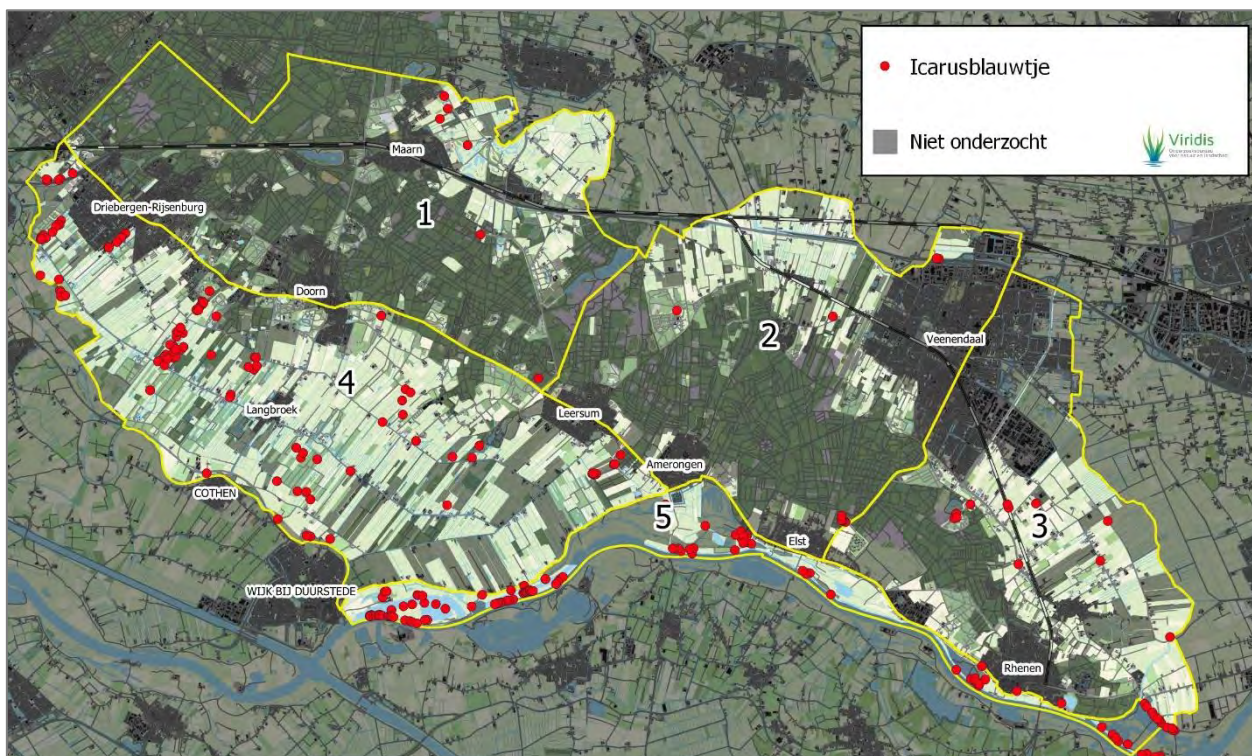 Icarusblauwtje
Niet onderzocht
Viridis
Maarn
1
Driebergen-Rijsenburg
Doorn
2
Veenendaal
4
Langbroek
Leersum
Amerongen
COTHEN
5
3
Elst
WIJK BIJ DUURSTEDE
Rhenen